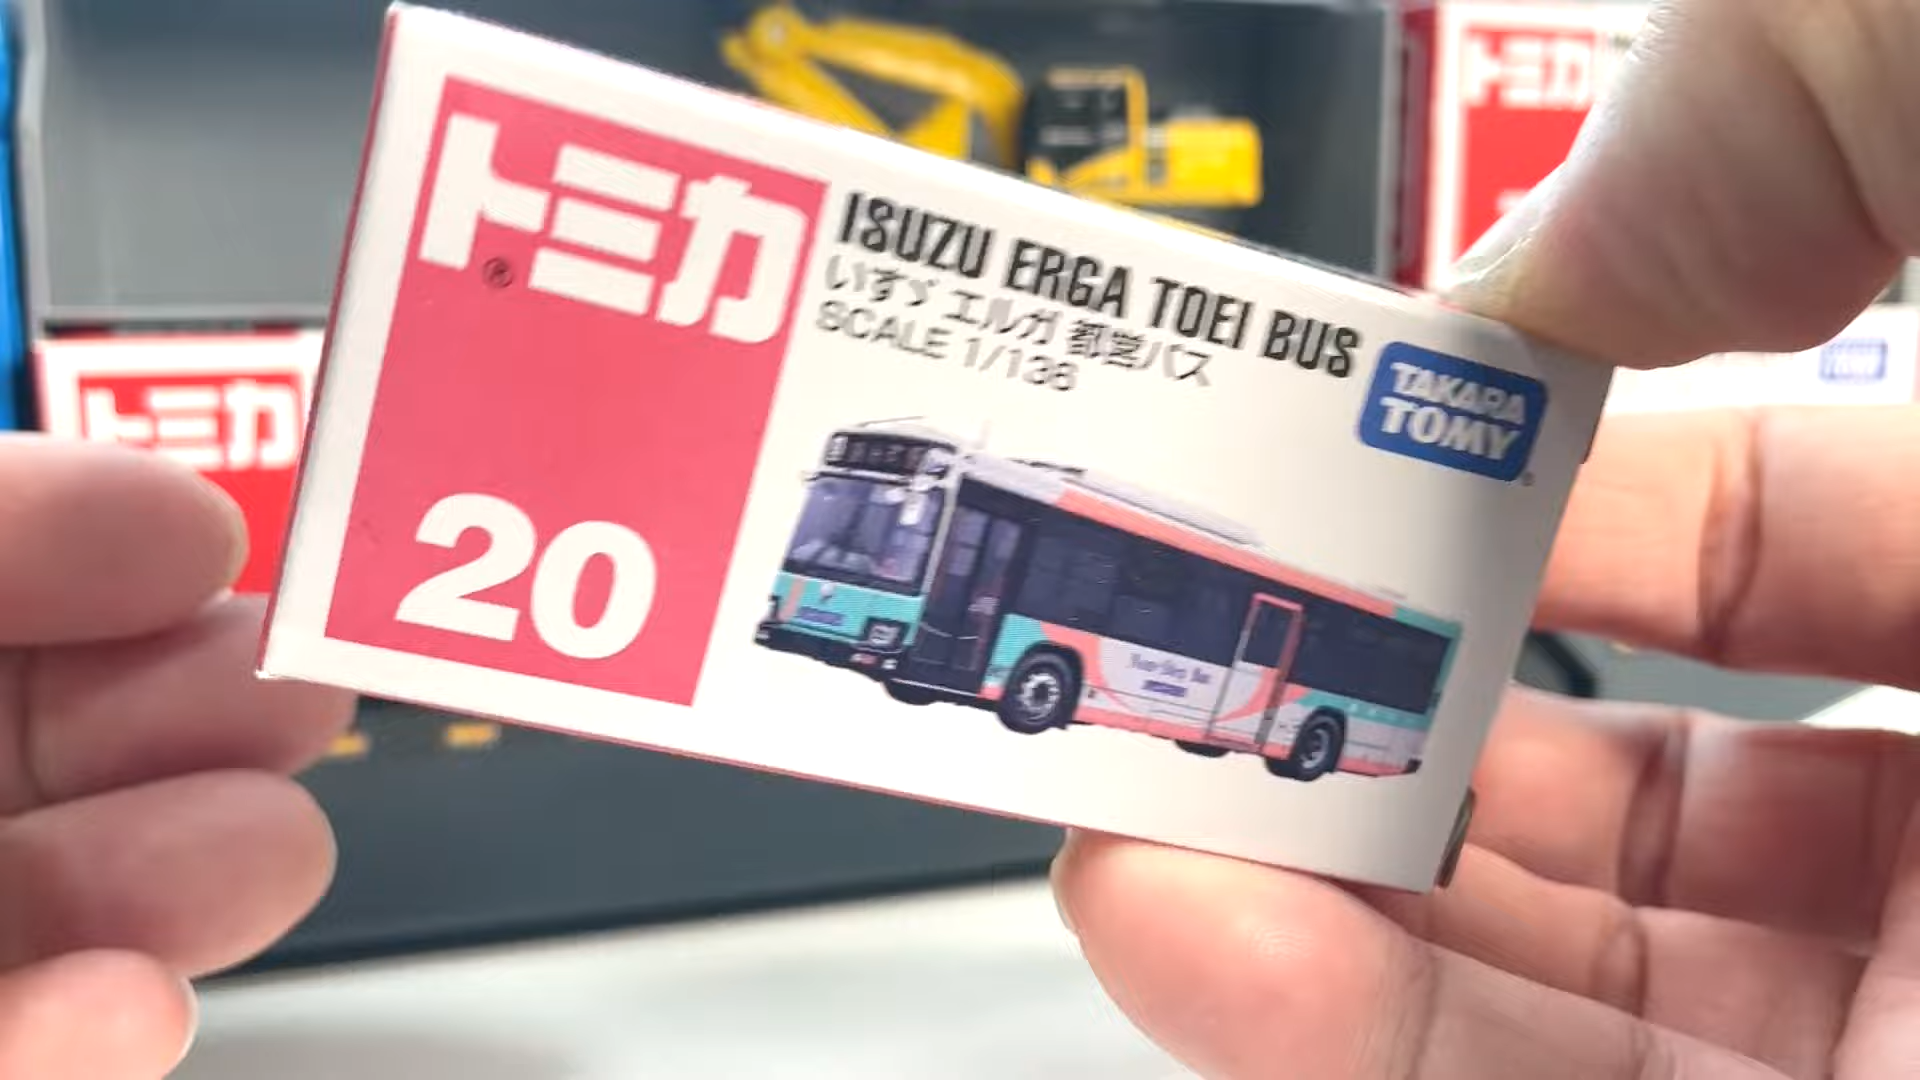 トミカ
®
20
ISUZU ERGA TOEI BUS
いすゞ エルガ 都営バス
SCALE 1/136
TAKARA
TOMY
トミカ
トミカ